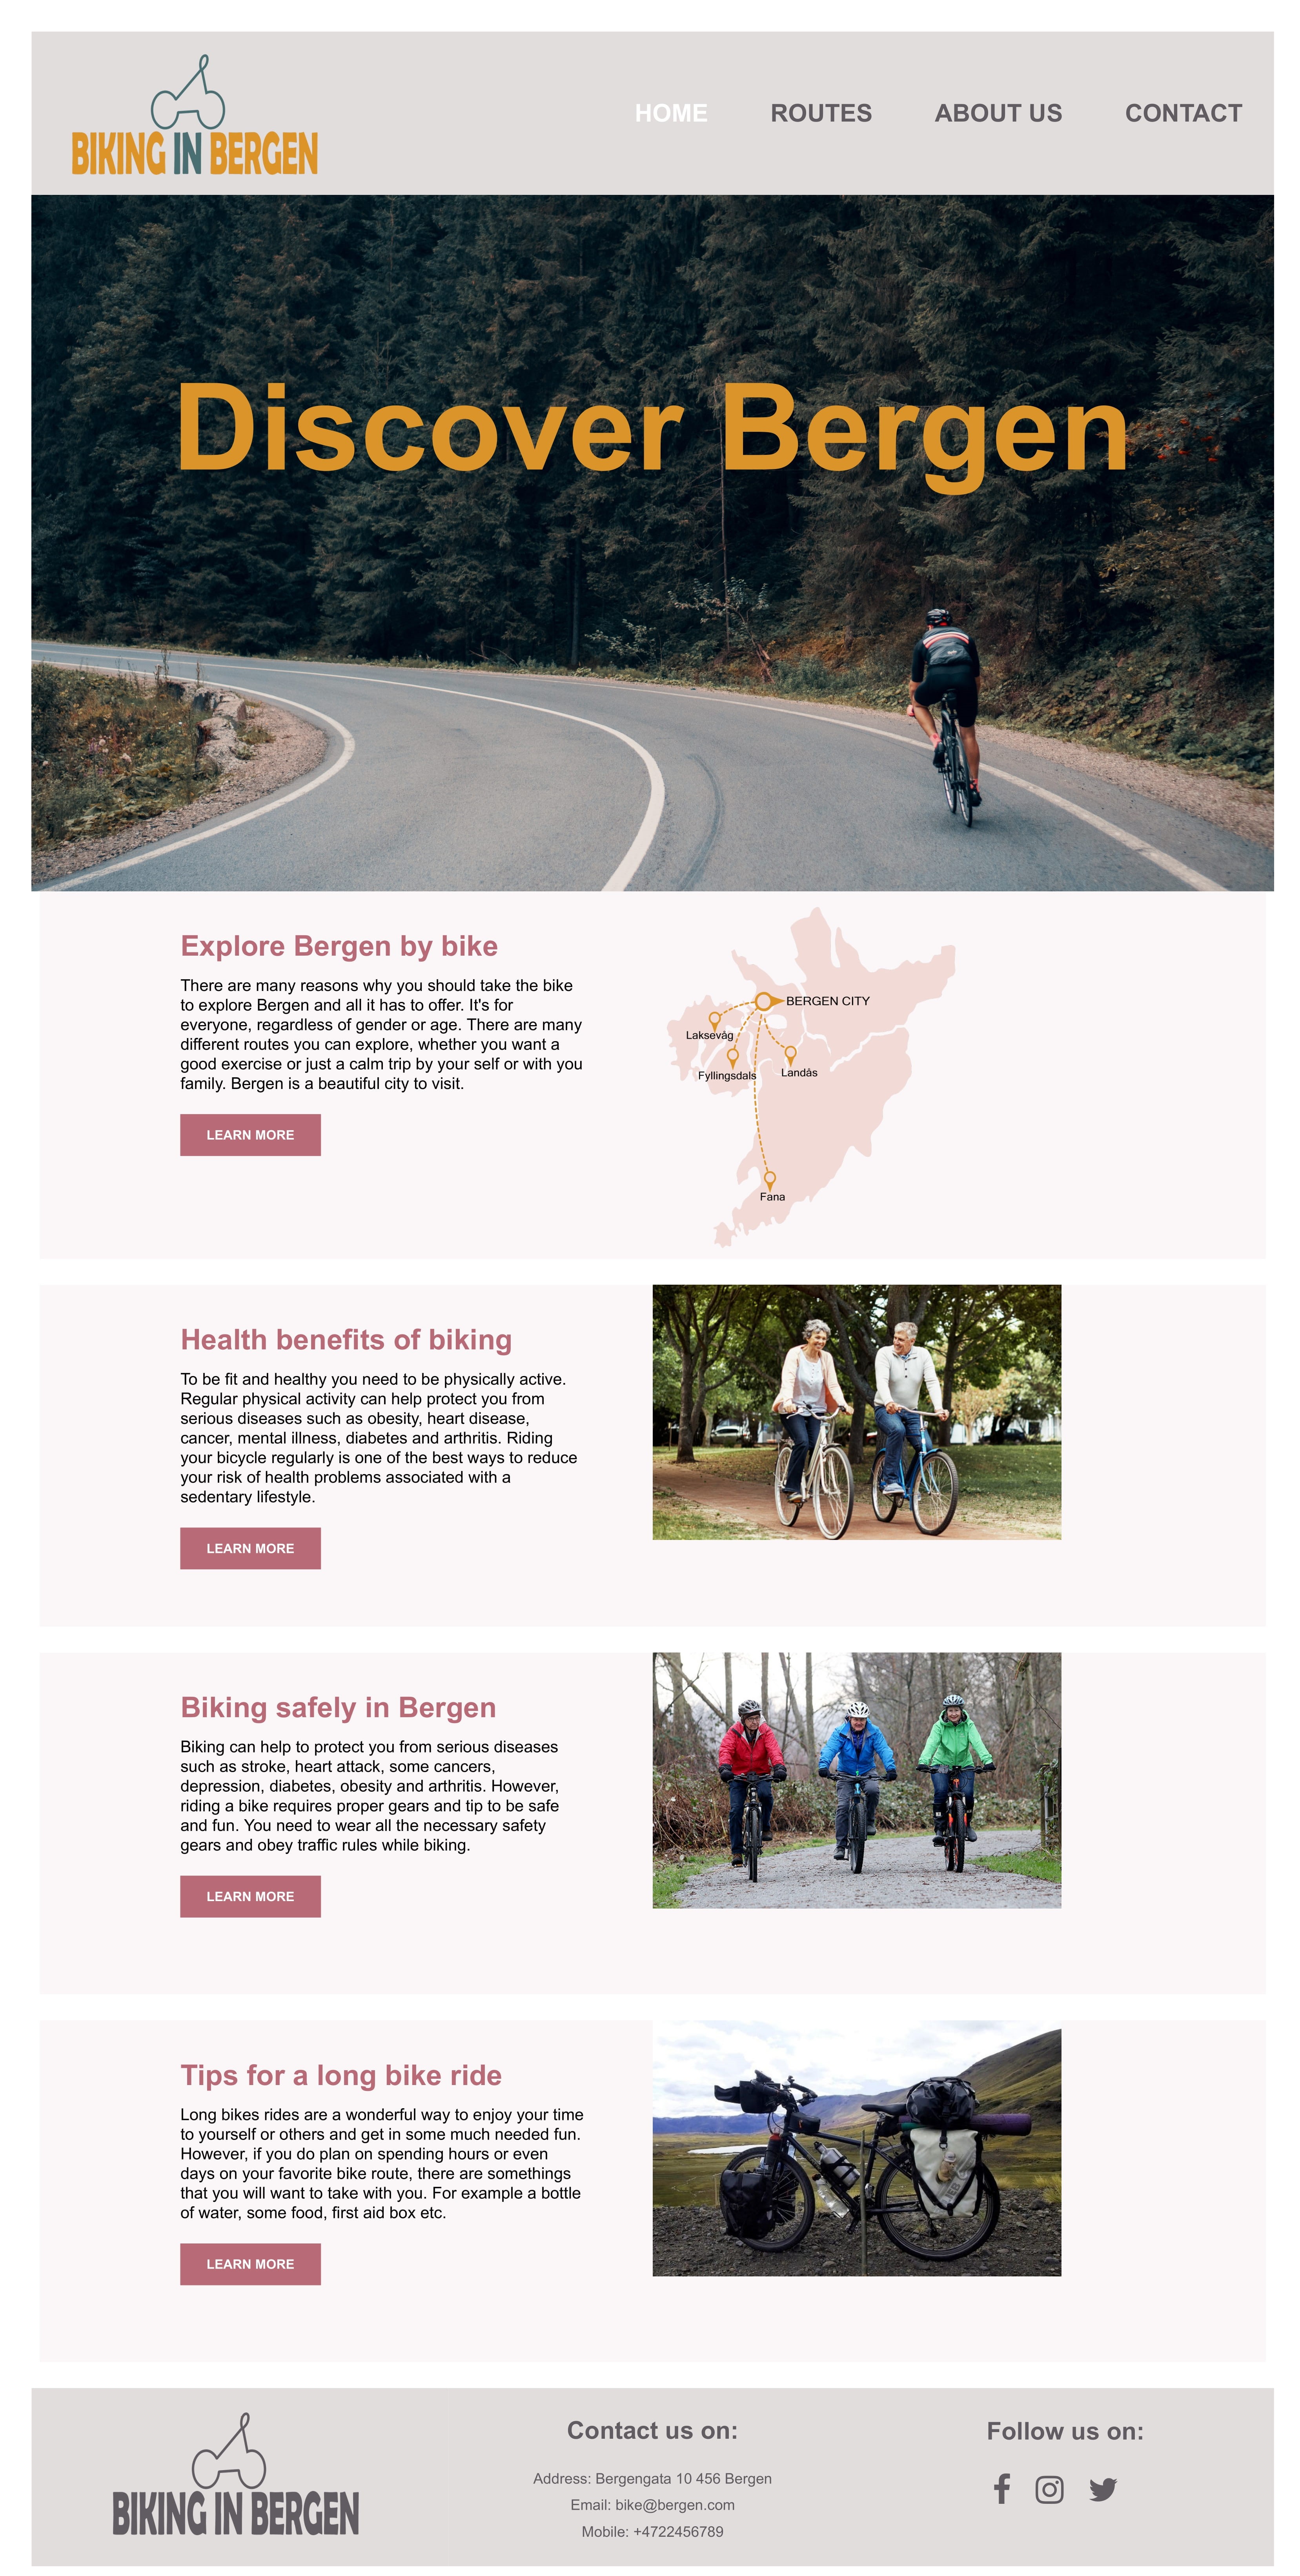 BIKING IN BERGEN
HOME ROUTES ABOUT US CONTACT
Discover Bergen
Explore Bergen by bike
There are many reasons why you should take the bike
to explore Bergen and all it has to offer. It's for
everyone, regardless of gender or age. There are many
different routes you can explore, whether you want a
good exercise or just a calm trip by your self or with you
family. Bergen is a beautiful city to visit.
LEARN MORE
BERGEN CITY
Laksevåg
Fyllingsdals
Landås
Fana
Health benefits of biking
To be fit and healthy you need to be physically active.
Regular physical activity can help protect you from
serious diseases such as obesity, heart disease,
cancer, mental illness, diabetes and arthritis. Riding
your bicycle regularly is one of the best ways to reduce
your risk of health problems associated with a
sedentary lifestyle.
LEARN MORE
Biking safely in Bergen
Biking can help to protect you from serious diseases
such as stroke, heart attack, some cancers,
depression, diabetes, obesity and arthritis. However,
riding a bike requires proper gears and tip to be safe
and fun. You need to wear all the necessary safety
gears and obey traffic rules while biking.
LEARN MORE
Tips for a long bike ride
Long bikes rides are a wonderful way to enjoy your time
to yourself or others and get in some much needed fun.
However, if you do plan on spending hours or even
days on your favorite bike route, there are somethings
that you will want to take with you. For example a bottle
of water, some food, first aid box etc.
LEARN MORE
BIKING IN BERGEN
Contact us on:
Address: Bergengata 10 456 Bergen
Email: bike@bergen.com
Mobile: +4722456789
Follow us on: